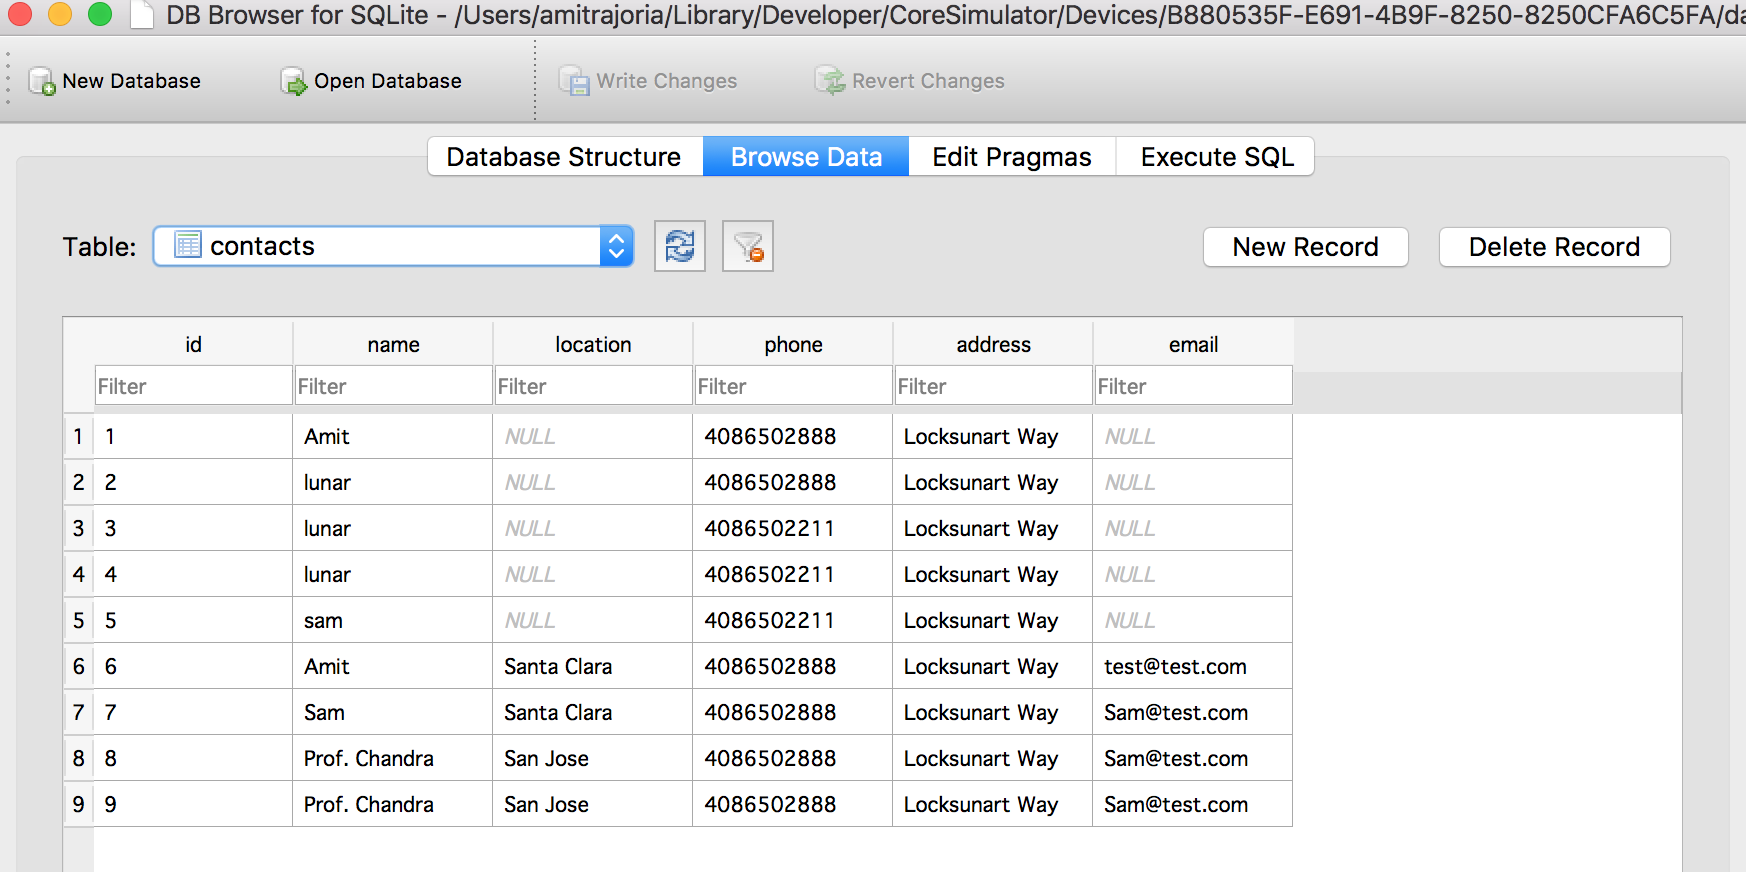 DB Browser for SQLite - /Users/amitrajoria/Library/Developer/CoreSimulator/Devices/B880535F-E691-4B9F-8250-8250CFA6C5FA/da
New Database Open Database Write Changes Revert Changes
Database Structure Browse Data Edit Pragmas Execute SQL
Table: contacts New Record Delete Record
id name location phone address email
Filter Filter Filter Filter Filter Filter
1 1 Amit NULL 4086502888 Locksunart Way NULL
2 2 lunar NULL 4086502888 Locksunart Way NULL
3 3 lunar NULL 4086502211 Locksunart Way NULL
4 4 lunar NULL 4086502211 Locksunart Way NULL
5 5 sam NULL 4086502211 Locksunart Way NULL
6 6 Amit Santa Clara 4086502888 Locksunart Way test@test.com
7 7 Sam Santa Clara 4086502888 Locksunart Way Sam@test.com
8 8 Prof. Chandra San Jose 4086502888 Locksunart Way Sam@test.com
9 9 Prof. Chandra San Jose 4086502888 Locksunart Way Sam@test.com